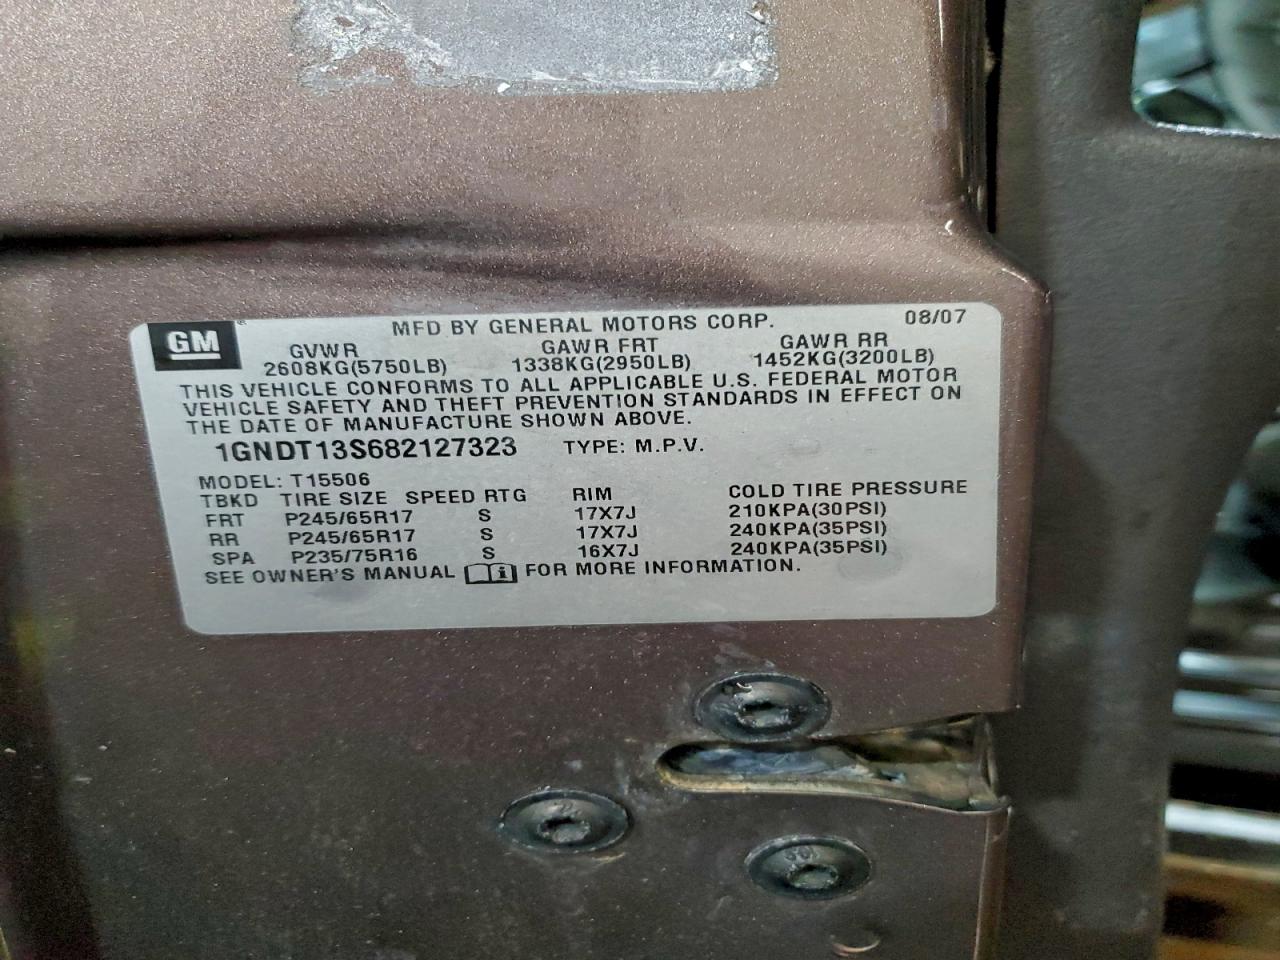 GM
MFD BY GENERAL MOTORS CORP. 08/07
GVWR GAWR FRT GAWR RR
2608KG(5750LB) 1338KG(2950LB) 1452KG(3200LB)
THIS VEHICLE CONFORMS TO ALL APPLICABLE U.S. FEDERAL MOTOR
VEHICLE SAFETY AND THEFT PREVENTION STANDARDS IN EFFECT ON
THE DATE OF MANUFACTURE SHOWN ABOVE.
1GNDT13S682127323 TYPE: M.P.V.
MODEL: T15506
TBKD TIRE SIZE SPEED RTG RIM COLD TIRE PRESSURE
FRT P245/65R17 S 17X7J 210KPA(30PSI)
RR P245/65R17 S 17X7J 240KPA(35PSI)
SPA P235/75R16 S 16X7J 240KPA(35PSI)
SEE OWNER'S MANUAL i FOR MORE INFORMATION.